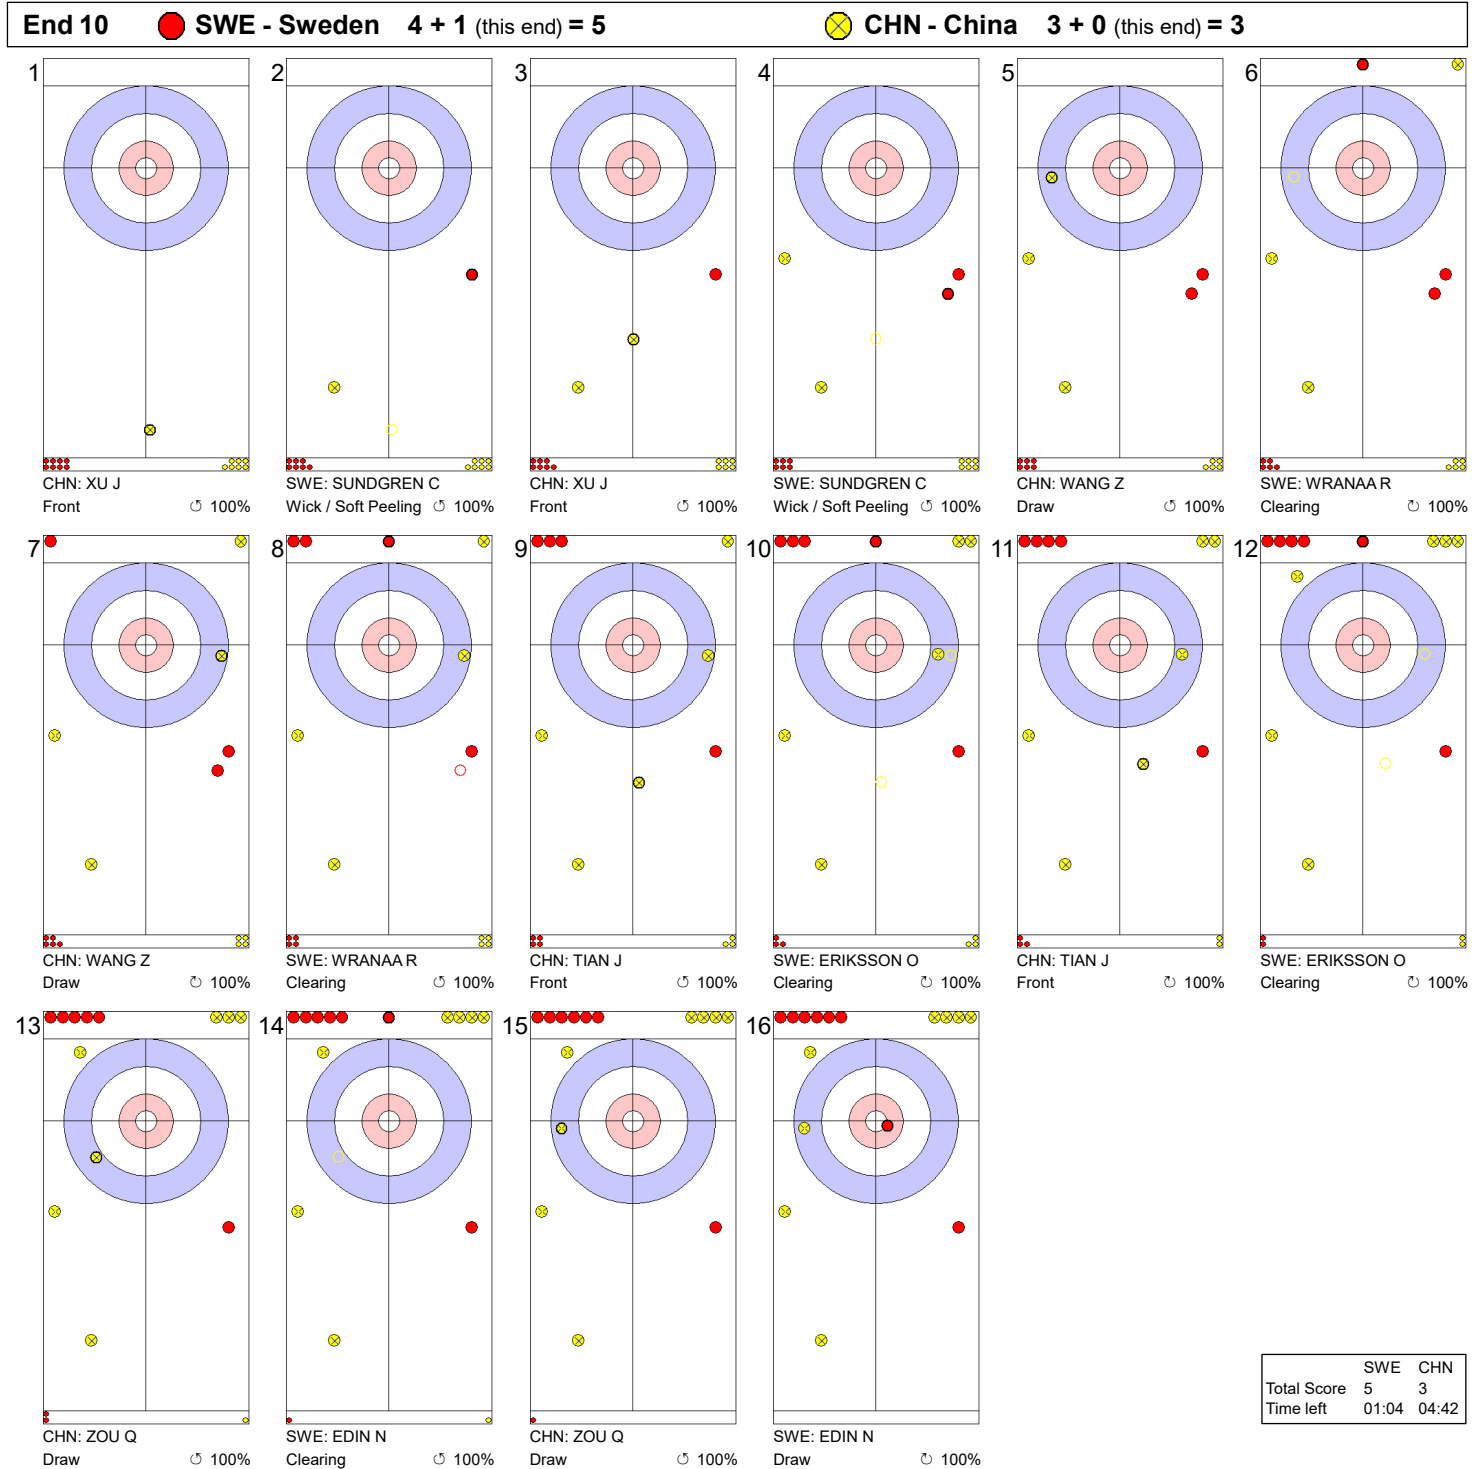 End 10 SWE - Sweden 4 + 1 (this end) = 5 CHN - China 3 + 0 (this end) = 3
1 2 3 4 5 6
CHN: XU J SWE: SUNDGREN C CHN: XU J SWE: SUNDGREN C CHN: WANG Z SWE: WRANAA R
Front ↺ 100% Wick / Soft Peeling ↺ 100% Front ↺ 100% Wick / Soft Peeling ↺ 100% Draw ↺ 100% Clearing ↻ 100%
7 8 9 10 11 12
CHN: WANG Z SWE: WRANAA R CHN: TIAN J SWE: ERIKSSON O CHN: TIAN J SWE: ERIKSSON O
Draw ↻ 100% Clearing ↻ 100% Front ↺ 100% Clearing ↻ 100% Front ↺ 100% Clearing ↻ 100%
13 14 15 16
SWE CHN
Total Score 5 3
Time left 01:04 04:42
CHN: ZOU Q SWE: EDIN N CHN: ZOU Q SWE: EDIN N
Draw ↺ 100% Clearing ↺ 100% Draw ↺ 100% Draw ↻ 100%